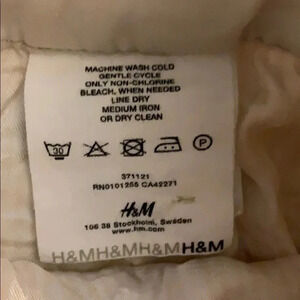 MACHINE WASH COLD
GENTLE CYCLE
ONLY NON-CHLORINE
BLEACH, WHEN NEEDED
LINE DRY
MEDIUM IRON
OR DRY CLEAN
30 P
371121
RN0101255 CA42271
H&M
106 38 Stockholm, Sweden
www.hm.com
H&MH&MH&MH&M